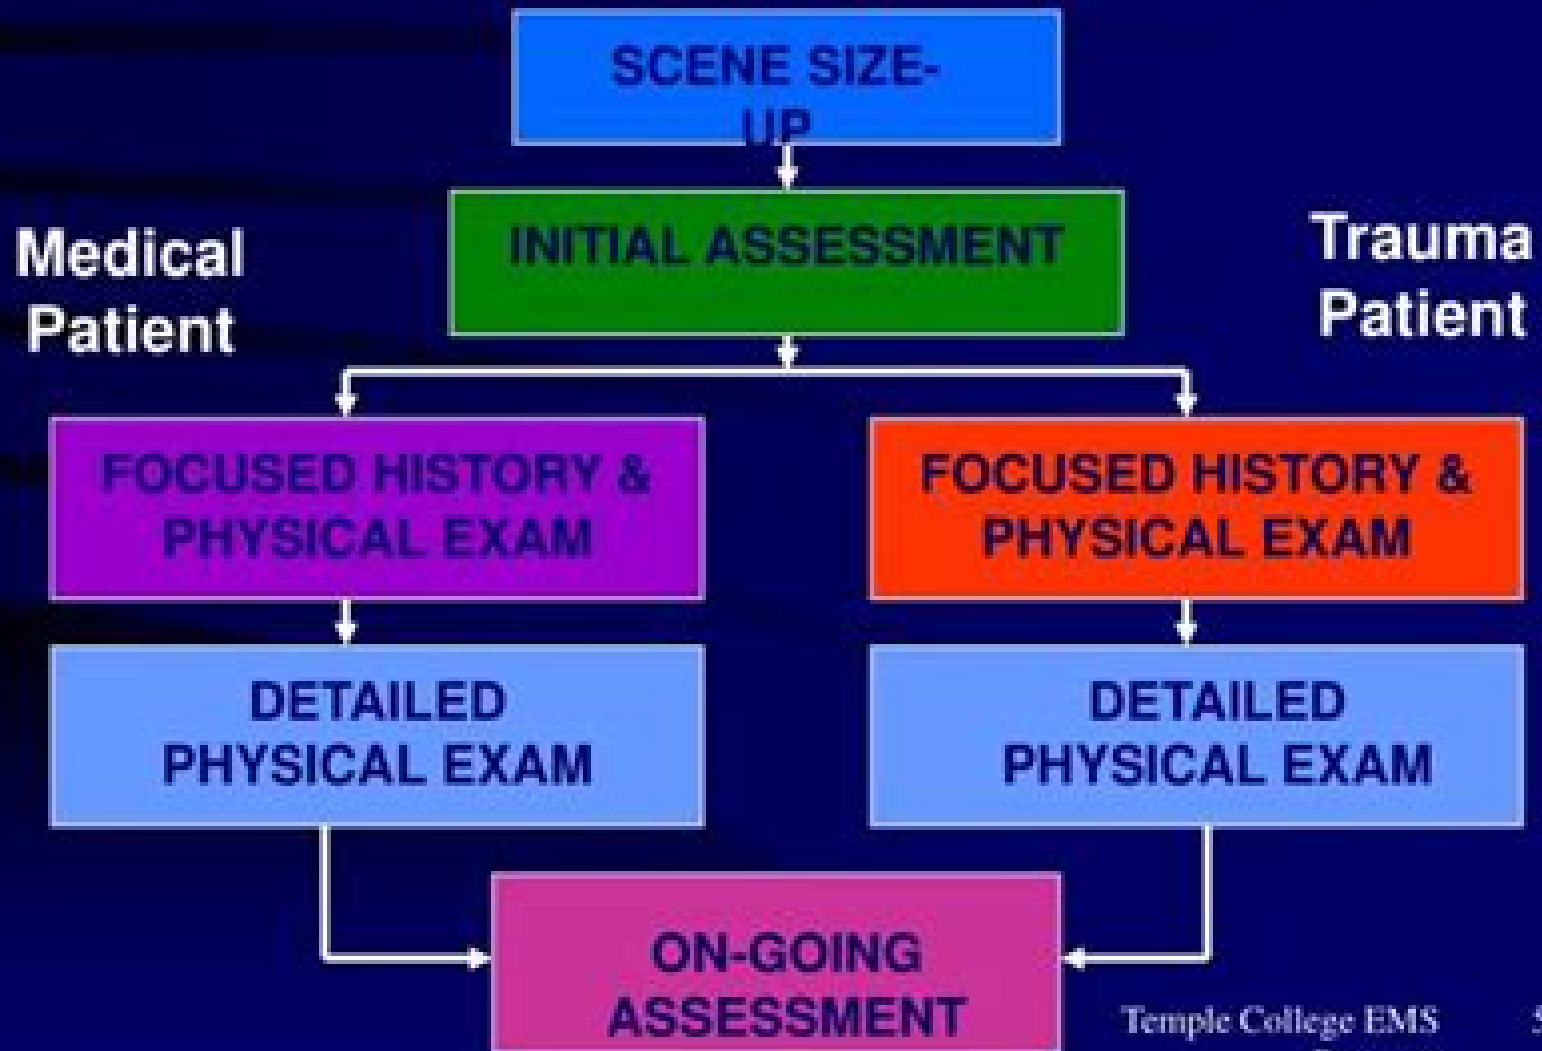 SCENE SIZE-
UP
INITIAL ASSESSMENT
Medical
Patient
Trauma
Patient
FOCUSED HISTORY &
PHYSICAL EXAM
FOCUSED HISTORY &
PHYSICAL EXAM
DETAILED
PHYSICAL EXAM
DETAILED
PHYSICAL EXAM
ON-GOING
ASSESSMENT
Temple College EMS